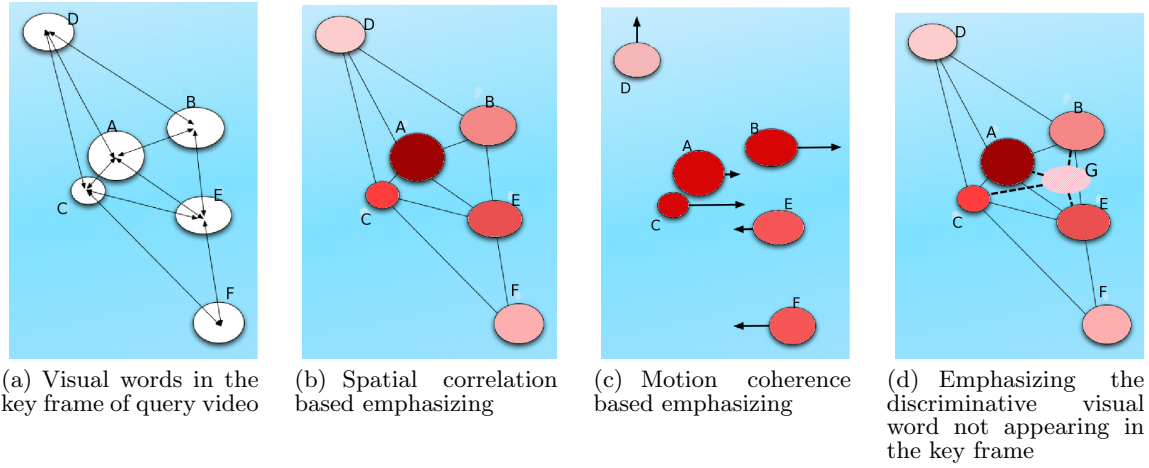 D
B
A
E
C
F
D
B
A
E
C
F
D
B
A
E
C
F
D
B
A
G
E
C
F
(a) Visual words in the
key frame of query video
(b) Spatial correlation
based emphasizing
(c) Motion coherence
based emphasizing
(d) Emphasizing the
discriminative visual
word not appearing in
the key frame